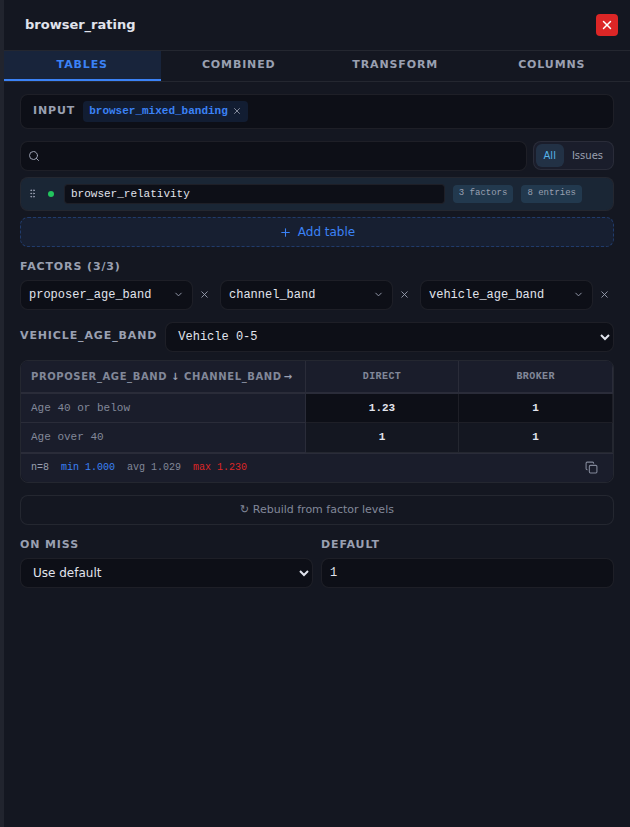 browser_rating
TABLES COMBINED TRANSFORM COLUMNS
INPUT browser_mixed_banding ×
All Issues
browser_relativity 3 factors 8 entries
+ Add table
FACTORS (3/3)
proposer_age_band × channel_band × vehicle_age_band ×
VEHICLE_AGE_BAND Vehicle 0-5
PROPOSER_AGE_BAND ↓ CHANNEL_BAND → DIRECT BROKER
Age 40 or below 1.23 1
Age over 40 1 1
n=8 min 1.000 avg 1.029 max 1.230
↻ Rebuild from factor levels
ON MISS DEFAULT
Use default 1